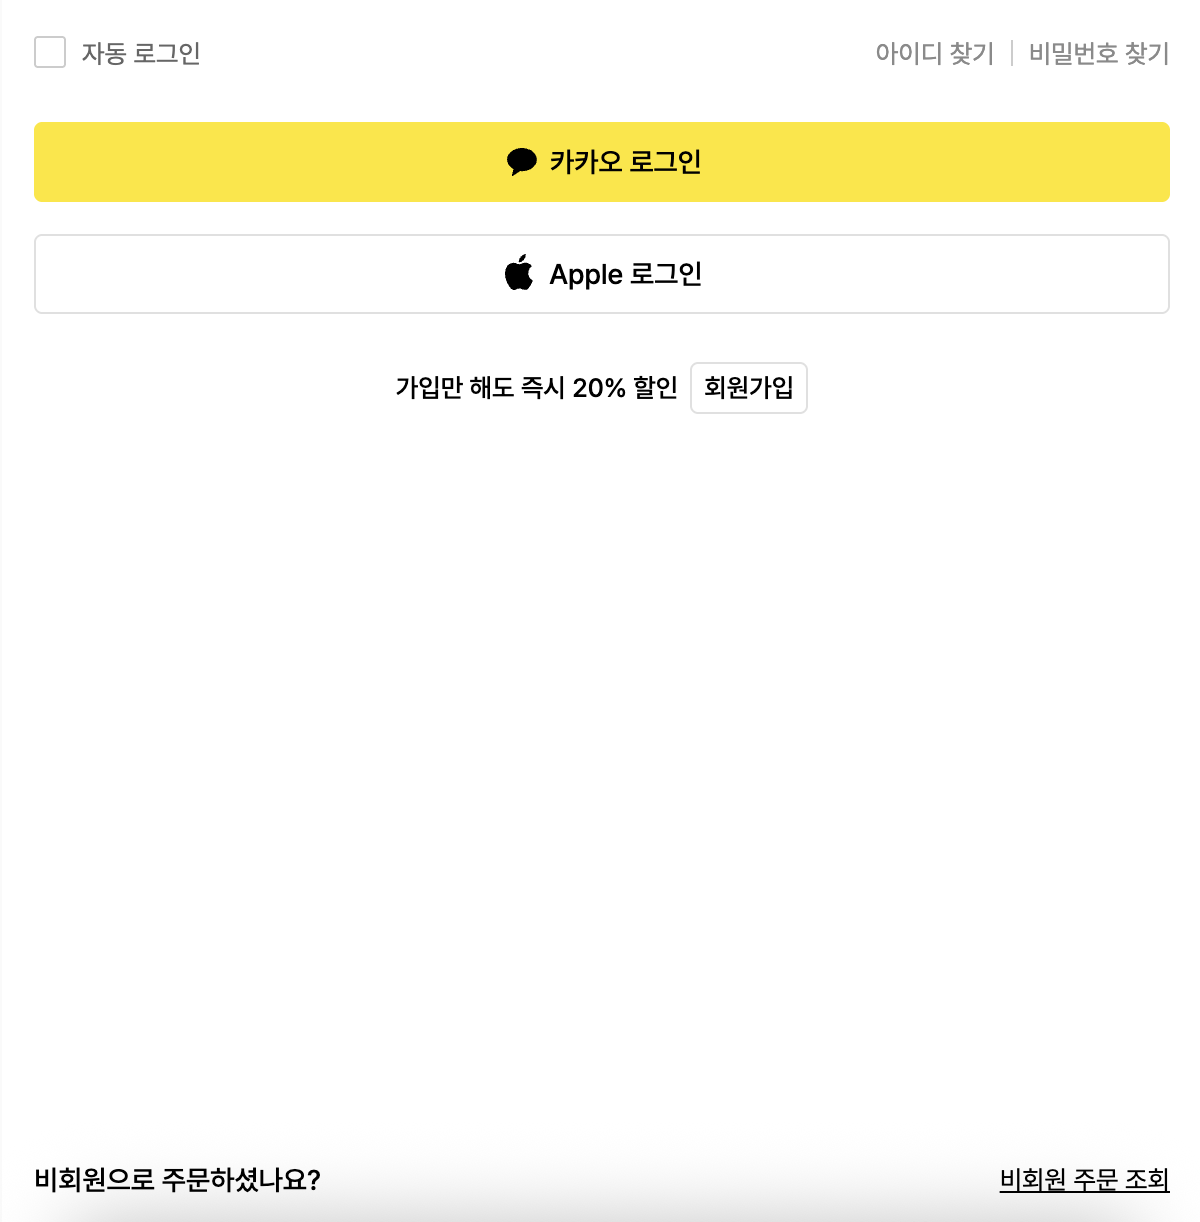 자동 로그인
아이디 찾기 | 비밀번호 찾기
카카오 로그인
Apple 로그인
가입만 해도 즉시 20% 할인 회원가입
비회원으로 주문하셨나요?
비회원 주문 조회